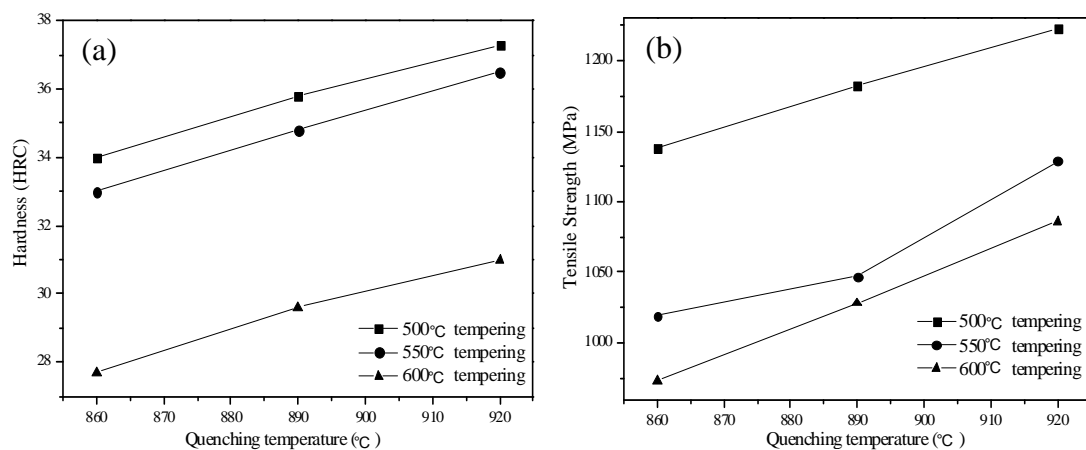 (a)
Hardness (HRC)
38
36
34
32
30
28
500℃ tempering
550℃ tempering
600℃ tempering
860 870 880 890 900 910 920
Quenching temperature (℃)
(b)
Tensile Strength (MPa)
1200
1150
1100
1050
1000
500℃ tempering
550℃ tempering
600℃ tempering
860 870 880 890 900 910 920
Quenching temperature (℃)